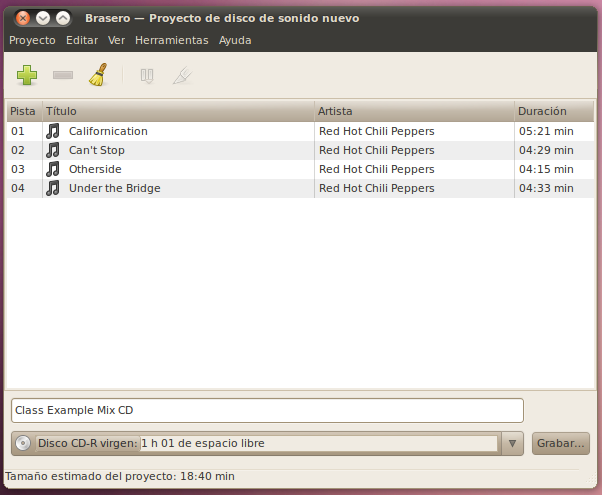 Brasero — Proyecto de disco de sonido nuevo
Proyecto Editar Ver Herramientas Ayuda
Pista Título Artista Duración
01 Californication Red Hot Chili Peppers 05:21 min
02 Can't Stop Red Hot Chili Peppers 04:29 min
03 Otherside Red Hot Chili Peppers 04:15 min
04 Under the Bridge Red Hot Chili Peppers 04:33 min
Class Example Mix CD
Disco CD-R virgen: 1 h 01 de espacio libre Grabar...
Tamaño estimado del proyecto: 18:40 min